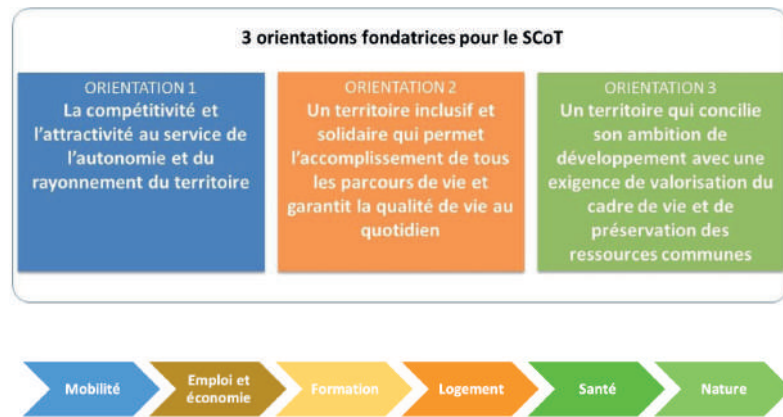 3 orientations fondatrices pour le SCoT
ORIENTATION 1
La compétitivité et
l'attractivité au service de
l'autonomie et du
rayonnement du territoire
ORIENTATION 2
Un territoire inclusif et
solidaire qui permet
l'accomplissement de tous
les parcours de vie et
garantit la qualité de vie au
quotidien
ORIENTATION 3
Un territoire qui concilie
son ambition de
développement avec une
exigence de valorisation du
cadre de vie et de
préservation des
ressources communes
Mobilité
Emploi et
économie
Formation
Logement
Santé
Nature